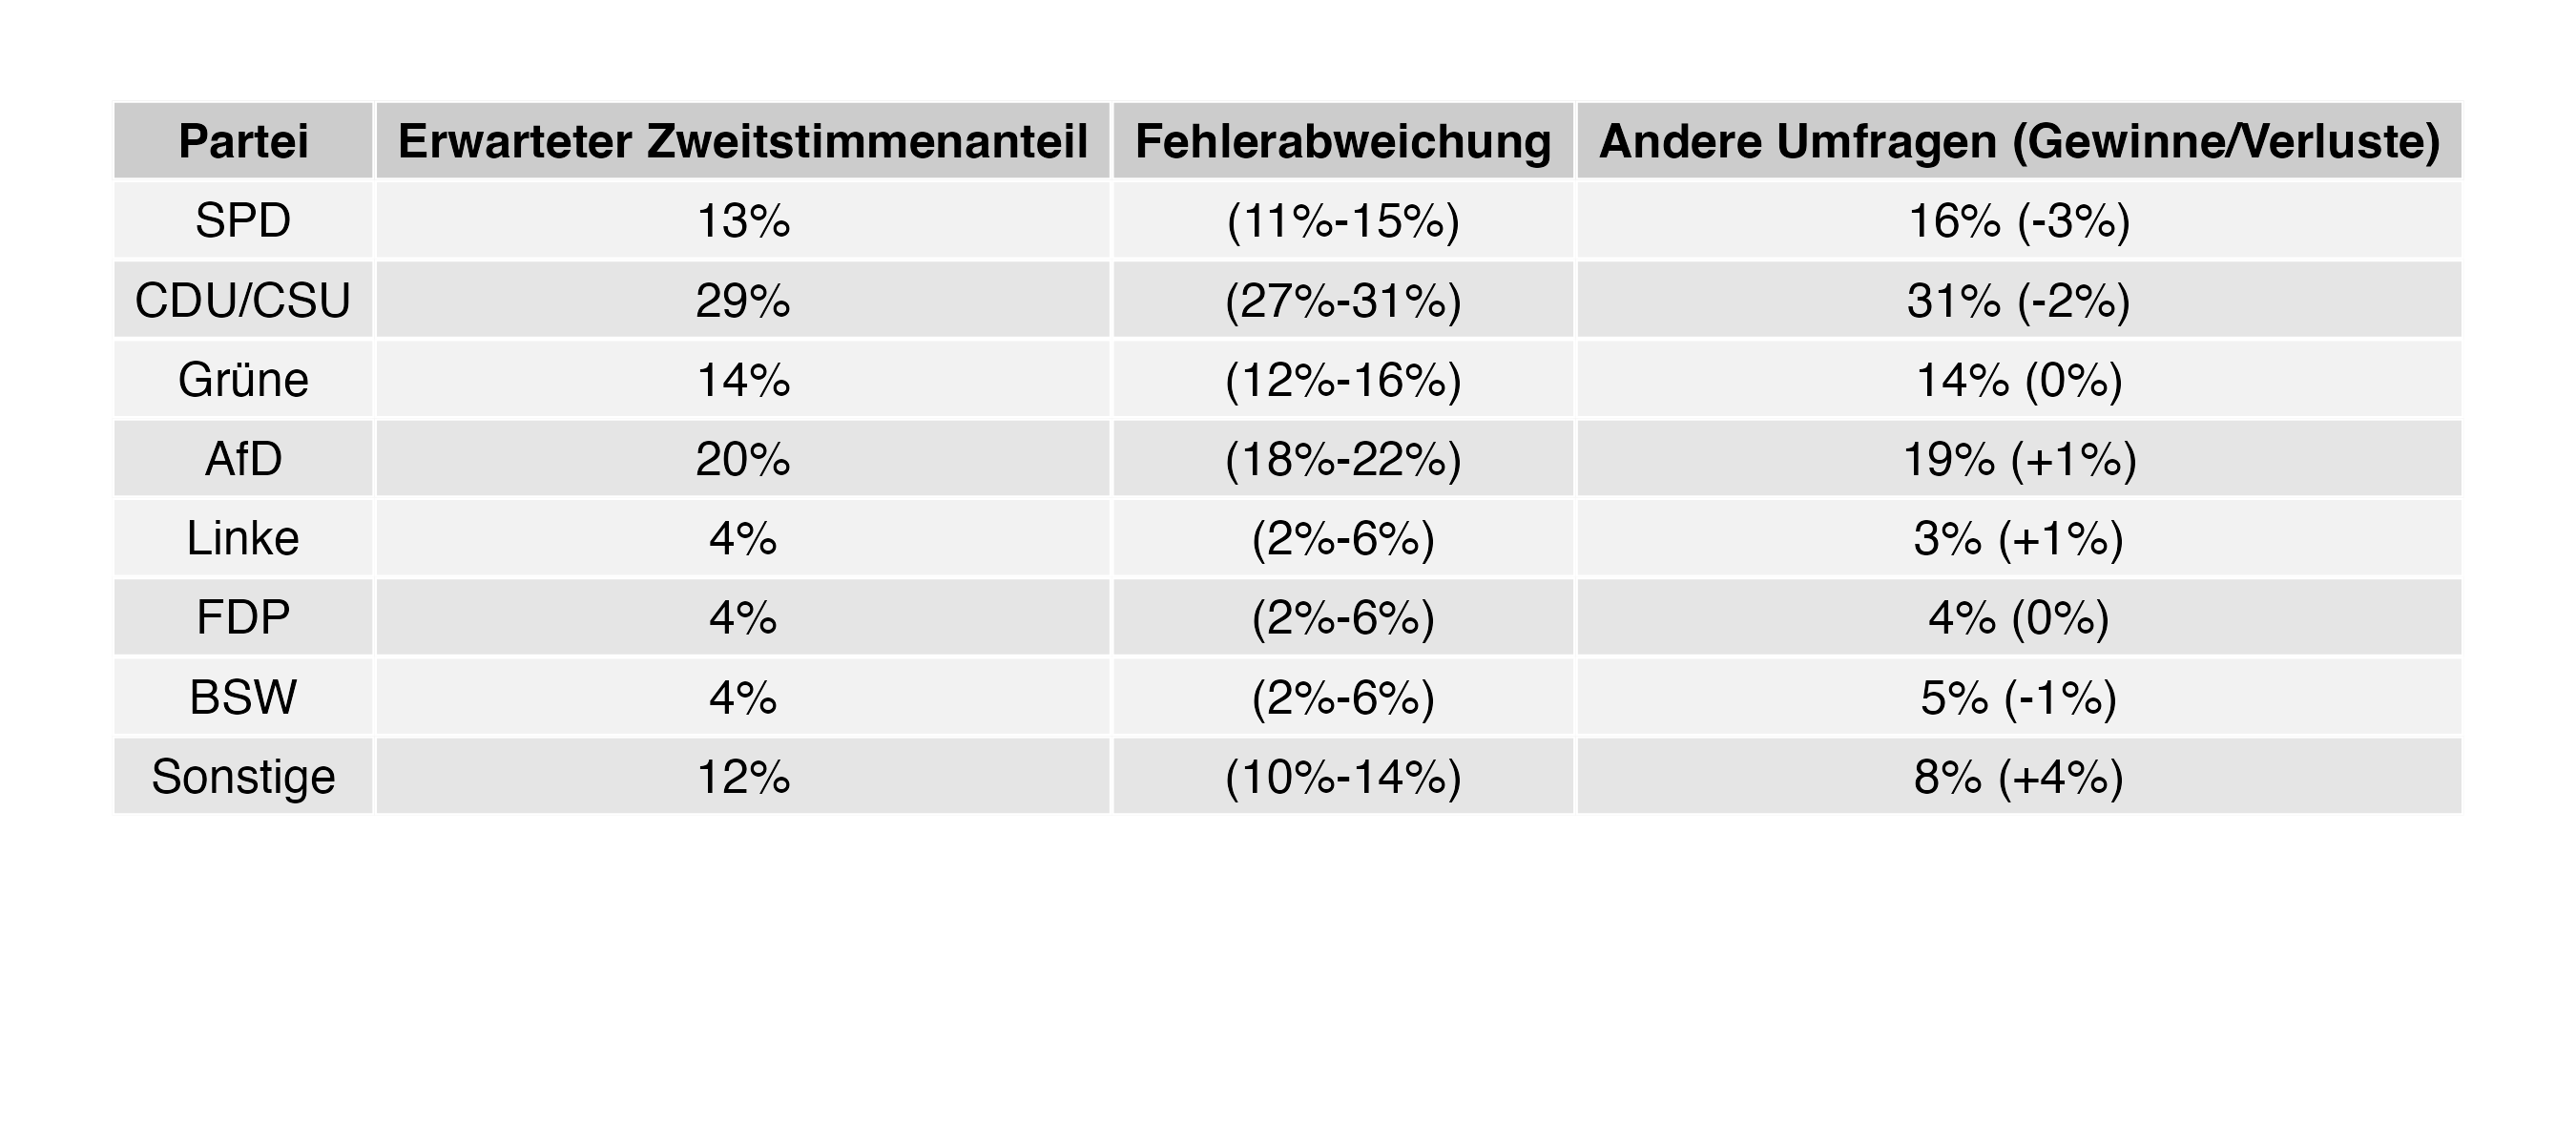 Partei Erwarteter Zweitstimmenanteil Fehlerabweichung Andere Umfragen (Gewinne/Verluste)
SPD 13% (11%-15%) 16% (-3%)
CDU/CSU 29% (27%-31%) 31% (-2%)
Grüne 14% (12%-16%) 14% (0%)
AfD 20% (18%-22%) 19% (+1%)
Linke 4% (2%-6%) 3% (+1%)
FDP 4% (2%-6%) 4% (0%)
BSW 4% (2%-6%) 5% (-1%)
Sonstige 12% (10%-14%) 8% (+4%)